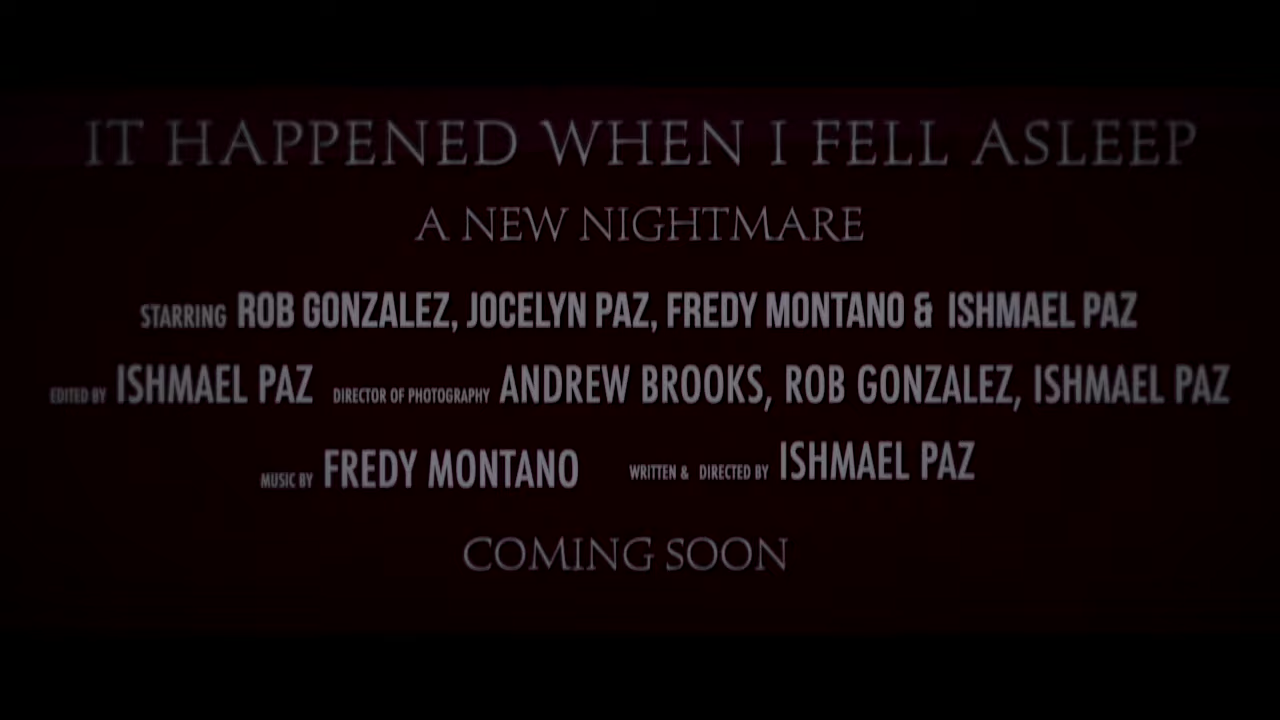 IT HAPPENED WHEN I FELL ASLEEP
A NEW NIGHTMARE
STARRING ROB GONZALEZ, JOCELYN PAZ, FREDY MONTANO & ISHMAEL PAZ
EDITED BY ISHMAEL PAZ DIRECTOR OF PHOTOGRAPHY ANDREW BROOKS, ROB GONZALEZ, ISHMAEL PAZ
MUSIC BY FREDY MONTANO WRITTEN & DIRECTED BY ISHMAEL PAZ
COMING SOON